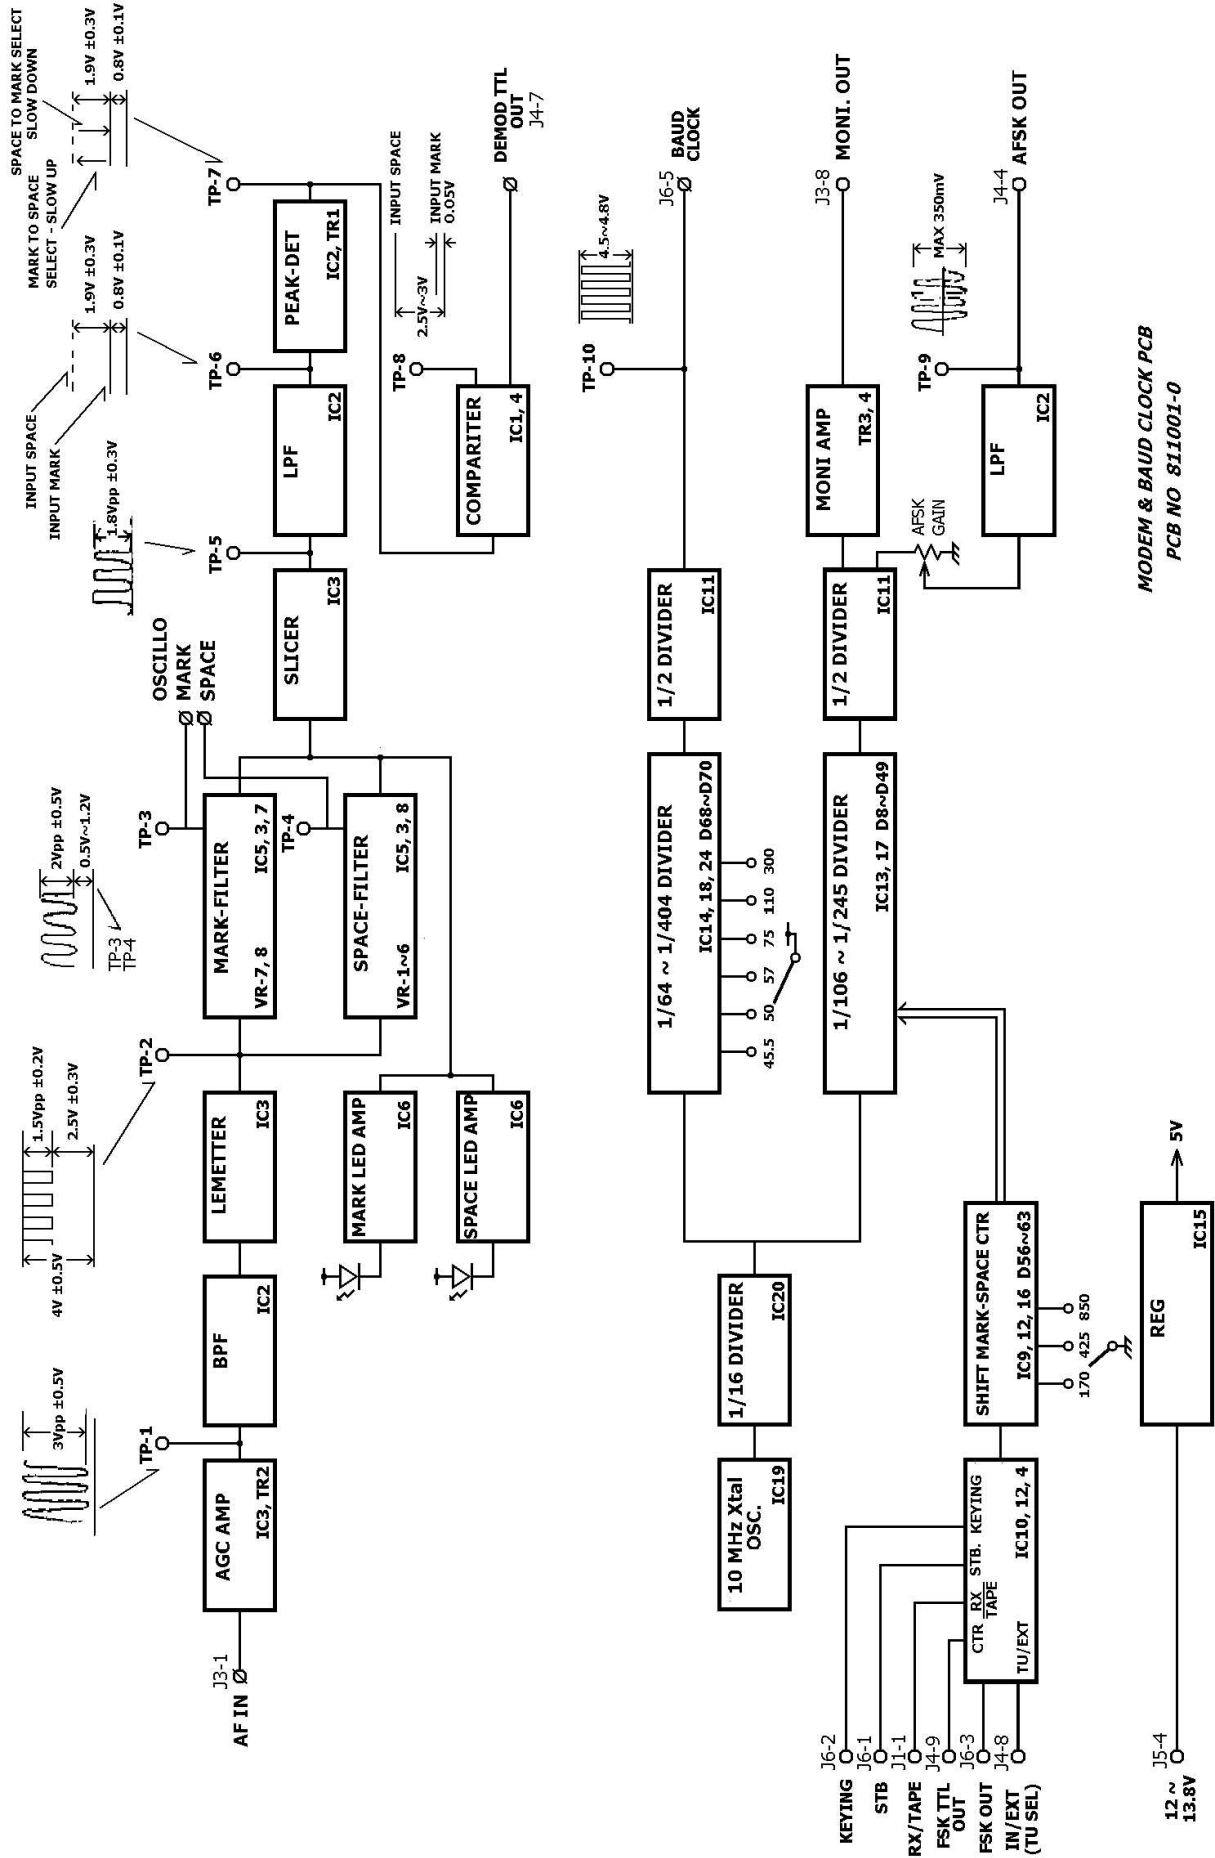 SPACE TO MARK SELECT
SLOW DOWN
1.9V ±0.3V
0.8V ±0.1V
MARK TO SPACE
SELECT - SLOW UP
1.9V ±0.3V
0.8V ±0.1V
INPUT SPACE
INPUT MARK
1.8Vpp ±0.3V
2Vpp ±0.5V
0.5V~1.2V
TP-3
TP-4
1.5Vpp ±0.2V
2.5V ±0.3V
4V ±0.5V
3Vpp ±0.5V
OSCILLO
MARK
SPACE
TP-1
TP-2
TP-3
TP-4
TP-5
TP-6
TP-7
J3-1
AF IN
AGC AMP
IC3, TR2
BPF
IC2
LEMETTER
IC3
MARK-FILTER
VR-7, 8
IC5, 3, 7
SPACE-FILTER
VR-1~6
IC5, 3, 8
SLICER
IC3
LPF
IC2
PEAK-DET
IC2, TR1
MARK LED AMP
IC6
SPACE LED AMP
IC6
TP-8
INPUT SPACE
2.5V~3V
INPUT MARK
0.05V
COMPARITER
IC1, 4
DEMOD TTL
OUT
J4-7
TP-10
4.5~4.8V
J6-5
BAUD
CLOCK
10 MHz Xtal
OSC.
IC19
1/16 DIVIDER
IC20
1/64 ~ 1/404 DIVIDER
IC14, 18, 24 D68~D70
45.5
50
57
75
110
300
1/2 DIVIDER
IC11
1/106 ~ 1/245 DIVIDER
IC13, 17 D8~D49
1/2 DIVIDER
IC11
MONI AMP
TR3, 4
J3-8
MONI. OUT
AFSK
GAIN
LPF
IC2
TP-9
MAX 350mV
J4-4
AFSK OUT
J6-2
KEYING
J6-1
STB
J1-1
RX/TAPE
J4-9
FSK TTL
OUT
J6-3
FSK OUT
J4-8
IN/EXT
(TU SEL)
CTR
RX
TAPE
STB.
KEYING
TU/EXT
IC10, 12, 4
SHIFT MARK-SPACE CTR
IC9, 12, 16 D56~63
170
425
850
J5-4
12 ~
13.8V
REG
IC15
5V
MODEM & BAUD CLOCK PCB
PCB NO 811001-0